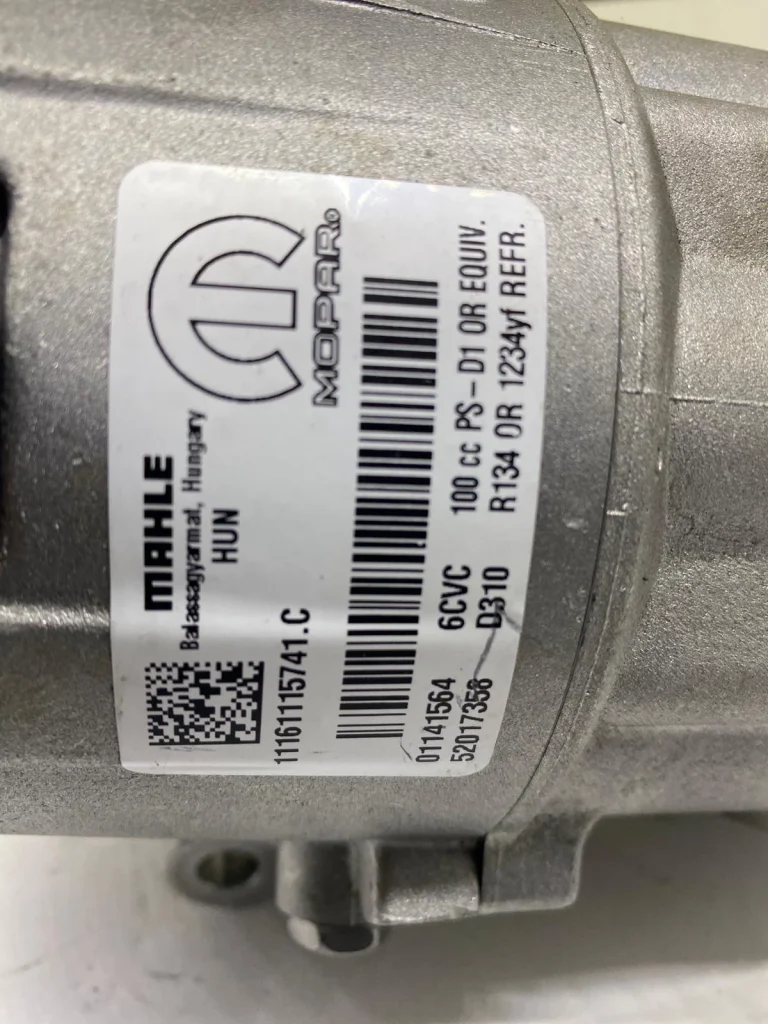 MOPAR®
MAHLE
Balassagyarmat, Hungary
HUN
11161115741.C
01141564 6CVC 100 cc PS-D1 OR EQUIV.
52017358 D310 R134 OR 1234yf REFR.